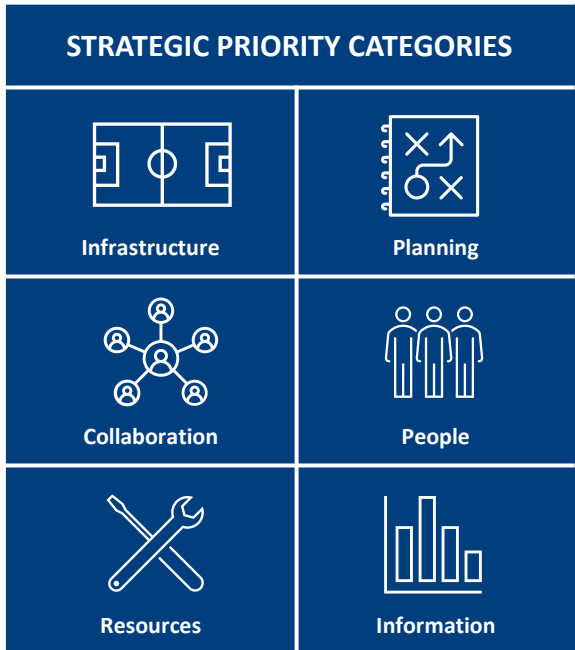 STRATEGIC PRIORITY CATEGORIES
Infrastructure
Planning
Collaboration
People
Resources
Information